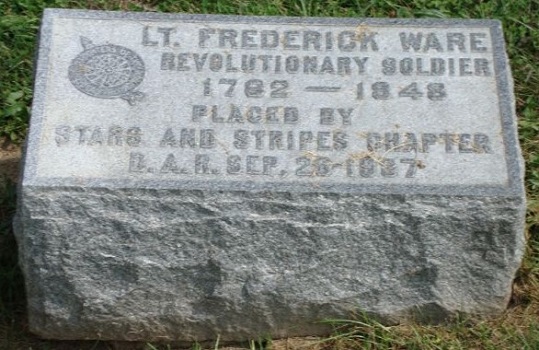 LT. FREDERICK WARE
REVOLUTIONARY SOLDIER
1762 — 1848
PLACED BY
STARS AND STRIPES CHAPTER
D.A.R. SEP. 26-1937